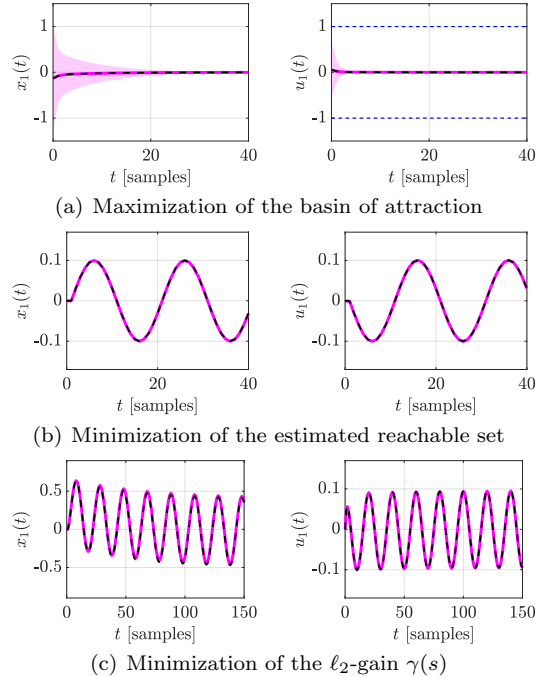 1
0
-1
x₁(t)
0
20
40
t [samples]
1
0
-1
u₁(t)
0
20
40
t [samples]
(a) Maximization of the basin of attraction
0.1
0
-0.1
x₁(t)
0
20
40
t [samples]
0.1
0
-0.1
u₁(t)
0
20
40
t [samples]
(b) Minimization of the estimated reachable set
0.5
0
-0.5
x₁(t)
0
50
100
150
t [samples]
0.1
0
-0.1
u₁(t)
0
50
100
150
t [samples]
(c) Minimization of the ℓ₂-gain γ(s)